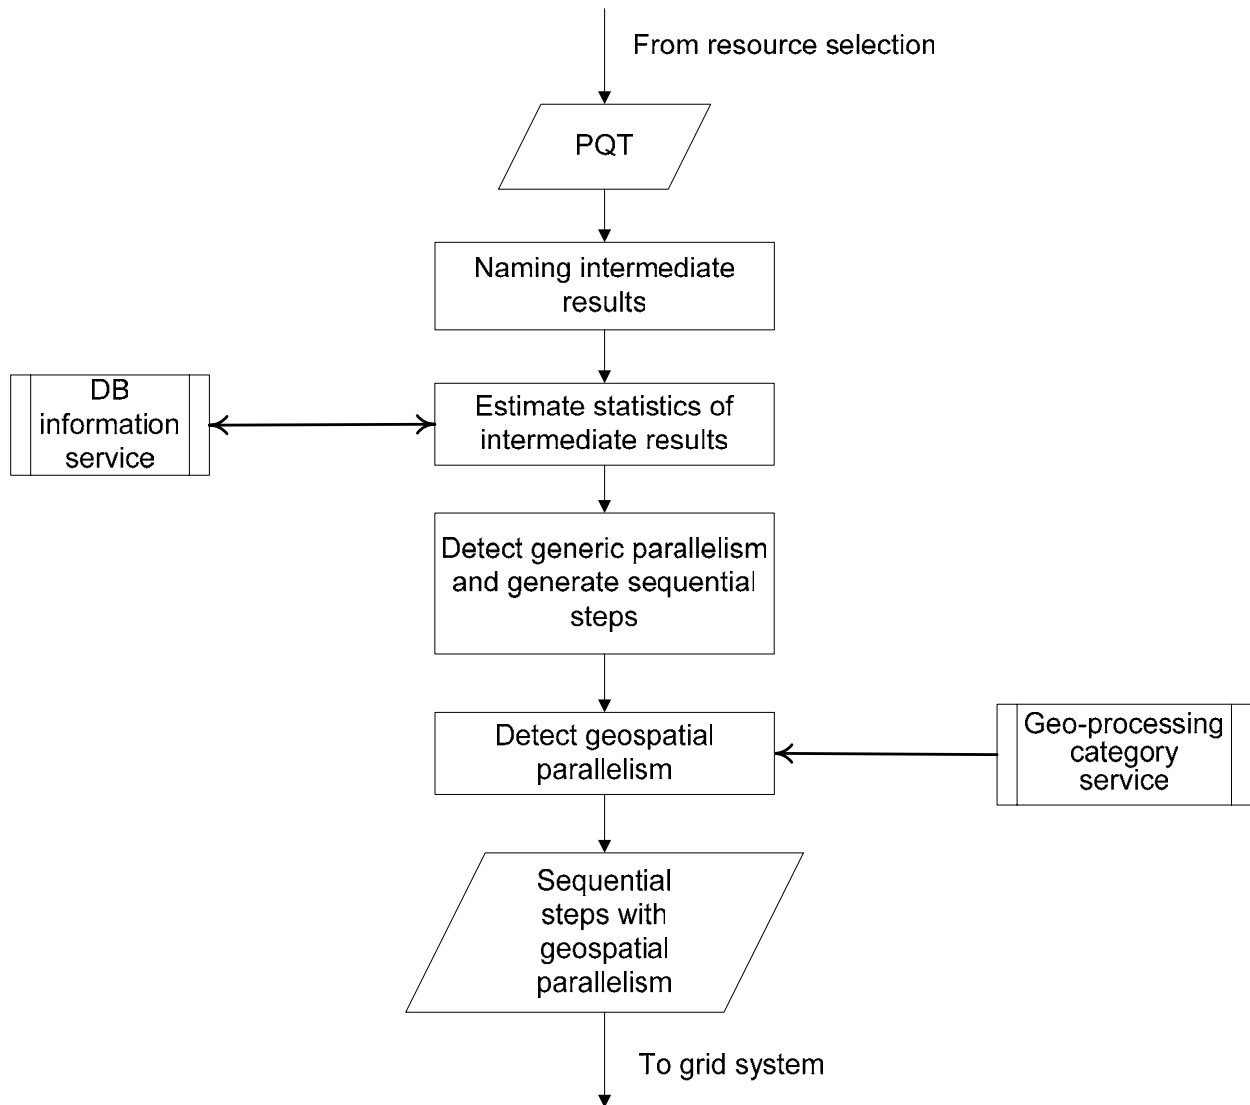 From resource selection
PQT
Naming intermediate
results
DB
information
service
Estimate statistics of
intermediate results
Detect generic parallelism
and generate sequential
steps
Detect geospatial
parallelism
Geo-processing
category
service
Sequential
steps with
geospatial
parallelism
To grid system